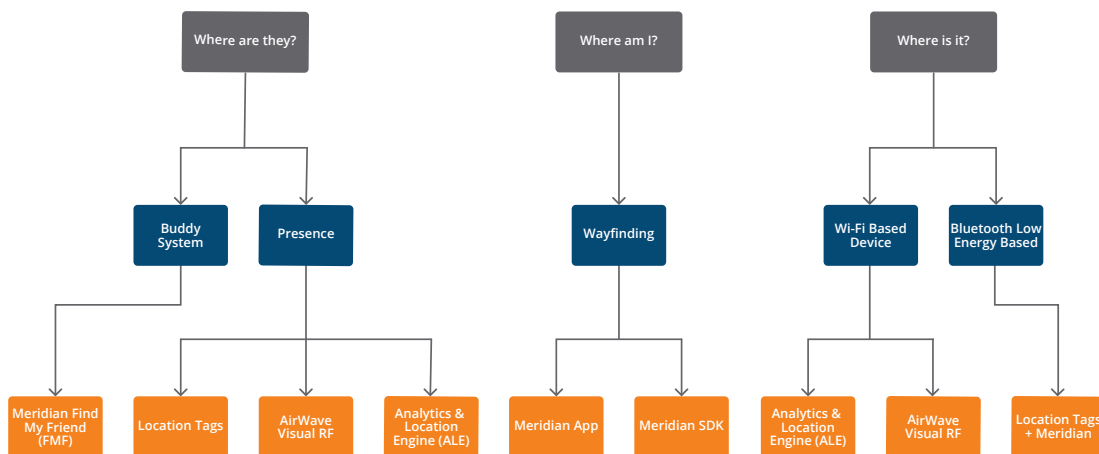 Where are they?
Where am I?
Where is it?
Buddy
System
Presence
Wayfinding
Wi-Fi Based
Device
Bluetooth Low
Energy Based
Meridian Find
My Friend
(FMF)
Location Tags
AirWave
Visual RF
Analytics &
Location
Engine (ALE)
Meridian App
Meridian SDK
Analytics &
Location
Engine (ALE)
AirWave
Visual RF
Location Tags
+ Meridian